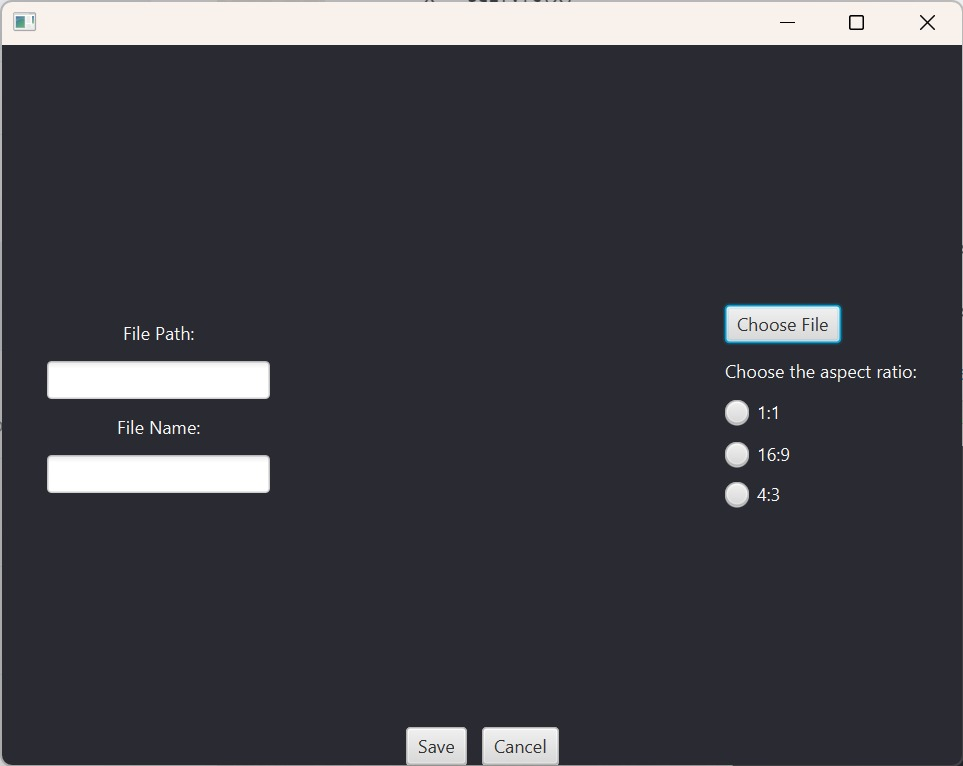 File Path:
File Name:
Choose File
Choose the aspect ratio:
1:1
16:9
4:3
Save
Cancel